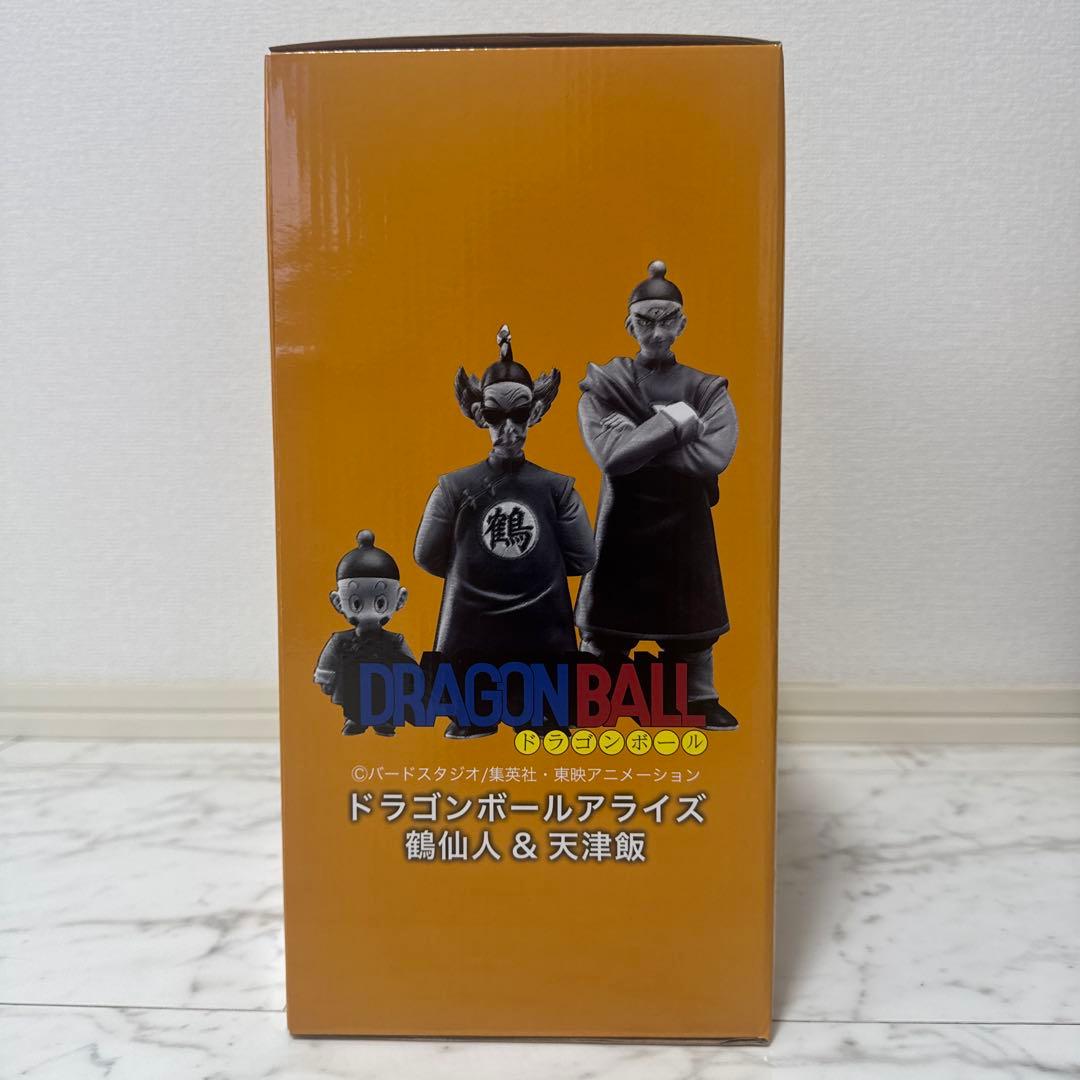 鶴
DRAGON BALL
ドラゴンボール
©バードスタジオ/集英社・東映アニメーション
ドラゴンボールアライズ
鶴仙人 & 天津飯